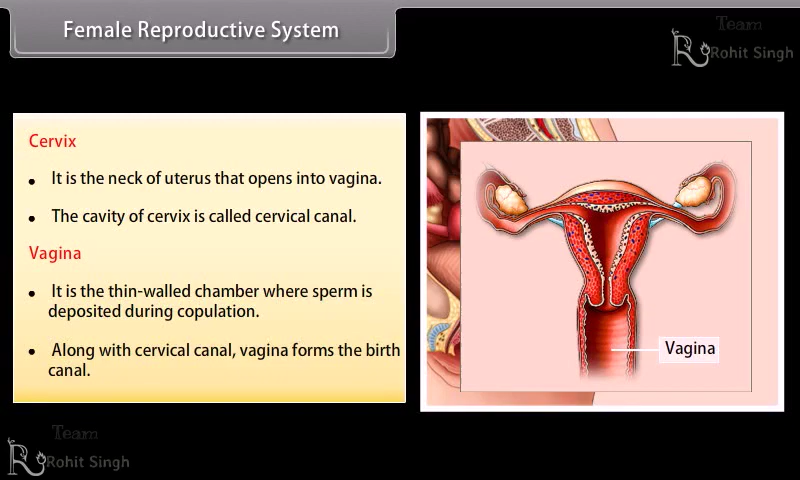 Female Reproductive System
Team
Rohit Singh
Cervix
• It is the neck of uterus that opens into vagina.
• The cavity of cervix is called cervical canal.
Vagina
• It is the thin-walled chamber where sperm is
deposited during copulation.
• Along with cervical canal, vagina forms the birth
canal.
Vagina
Team
Rohit Singh